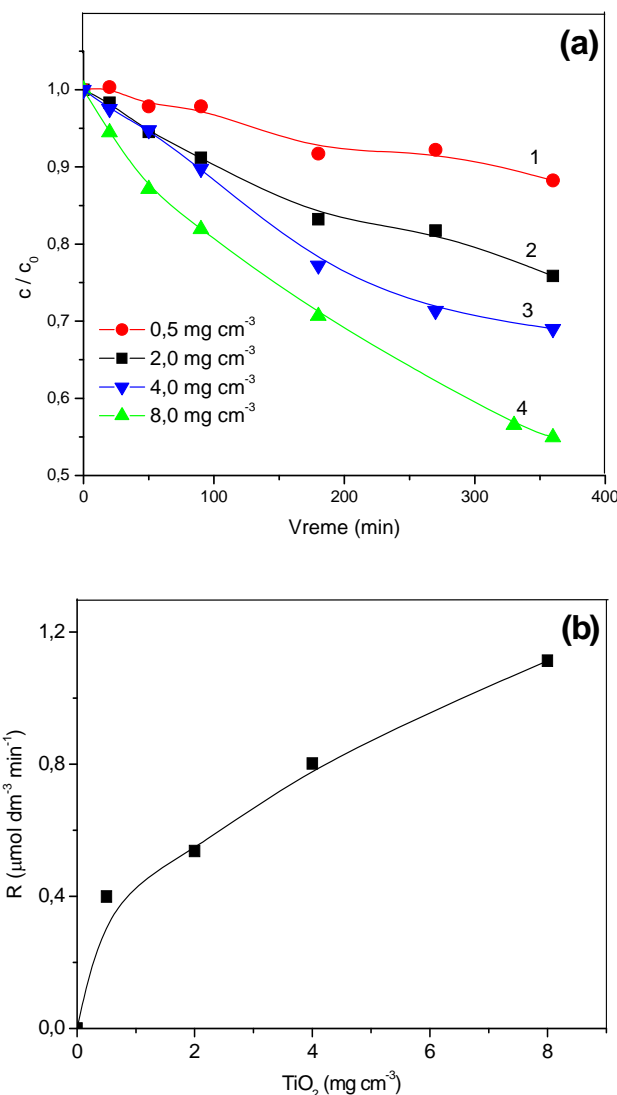 (a)
1,0
0,9
0,8
0,7
0,6
0,5
c / c₀
1
2
3
4
0,5 mg cm⁻³
2,0 mg cm⁻³
4,0 mg cm⁻³
8,0 mg cm⁻³
0 100 200 300 400
Vreme (min)
(b)
1,2
0,8
0,4
0,0
R (μmol dm⁻³ min⁻¹)
0 2 4 6 8
TiO₂ (mg cm⁻³)